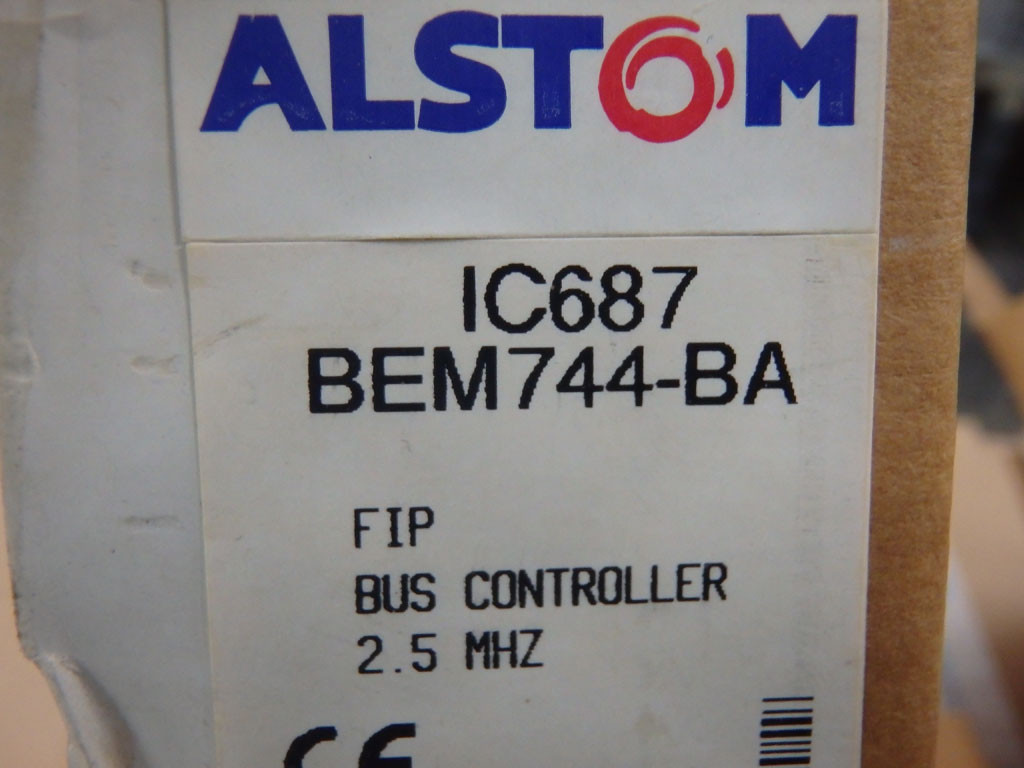 ALSTOM
IC687
BEM744-BA
FIP
BUS CONTROLLER
2.5 MHZ
CE